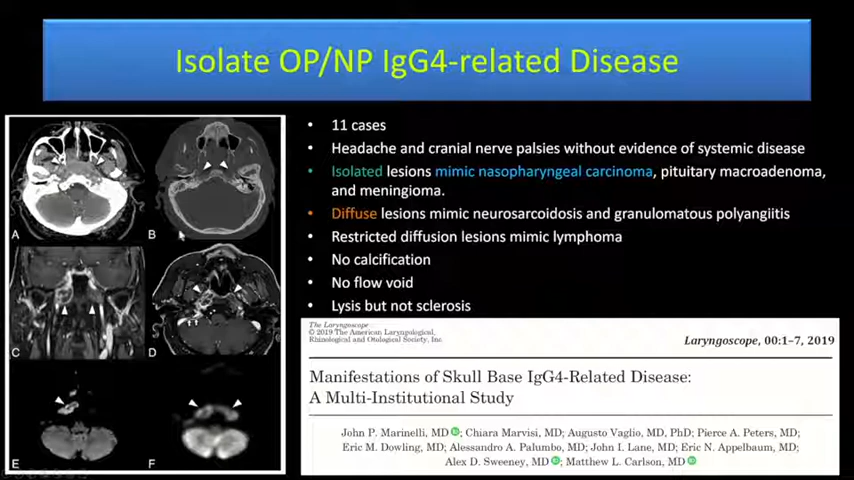 Isolate OP/NP IgG4-related Disease
• 11 cases
• Headache and cranial nerve palsies without evidence of systemic disease
• Isolated lesions mimic nasopharyngeal carcinoma, pituitary macroadenoma,
and meningioma.
• Diffuse lesions mimic neurosarcoidosis and granulomatous polyangiitis
• Restricted diffusion lesions mimic lymphoma
• No calcification
• No flow void
• Lysis but not sclerosis
A
B
C
D
E
F
The Laryngoscope
© 2019 The American Laryngological,
Rhinological and Otological Society, Inc.
Laryngoscope, 00:1–7, 2019
Manifestations of Skull Base IgG4-Related Disease:
A Multi-Institutional Study
John P. Marinelli, MD; Chiara Marvisi, MD; Augusto Vaglio, MD, PhD; Pierce A. Peters, MD;
Eric M. Dowling, MD; Alessandro A. Palumbo, MD; John I. Lane, MD; Eric N. Appelbaum, MD;
Alex D. Sweeney, MD; Matthew L. Carlson, MD